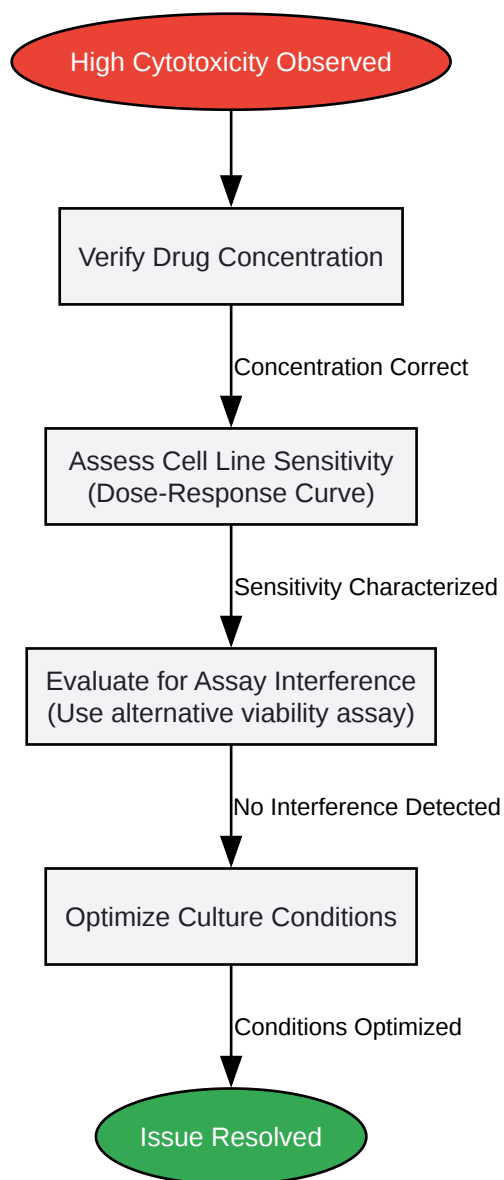 High Cytotoxicity Observed
Verify Drug Concentration
Concentration Correct
Assess Cell Line Sensitivity
(Dose-Response Curve)
Sensitivity Characterized
Evaluate for Assay Interference
(Use alternative viability assay)
No Interference Detected
Optimize Culture Conditions
Conditions Optimized
Issue Resolved